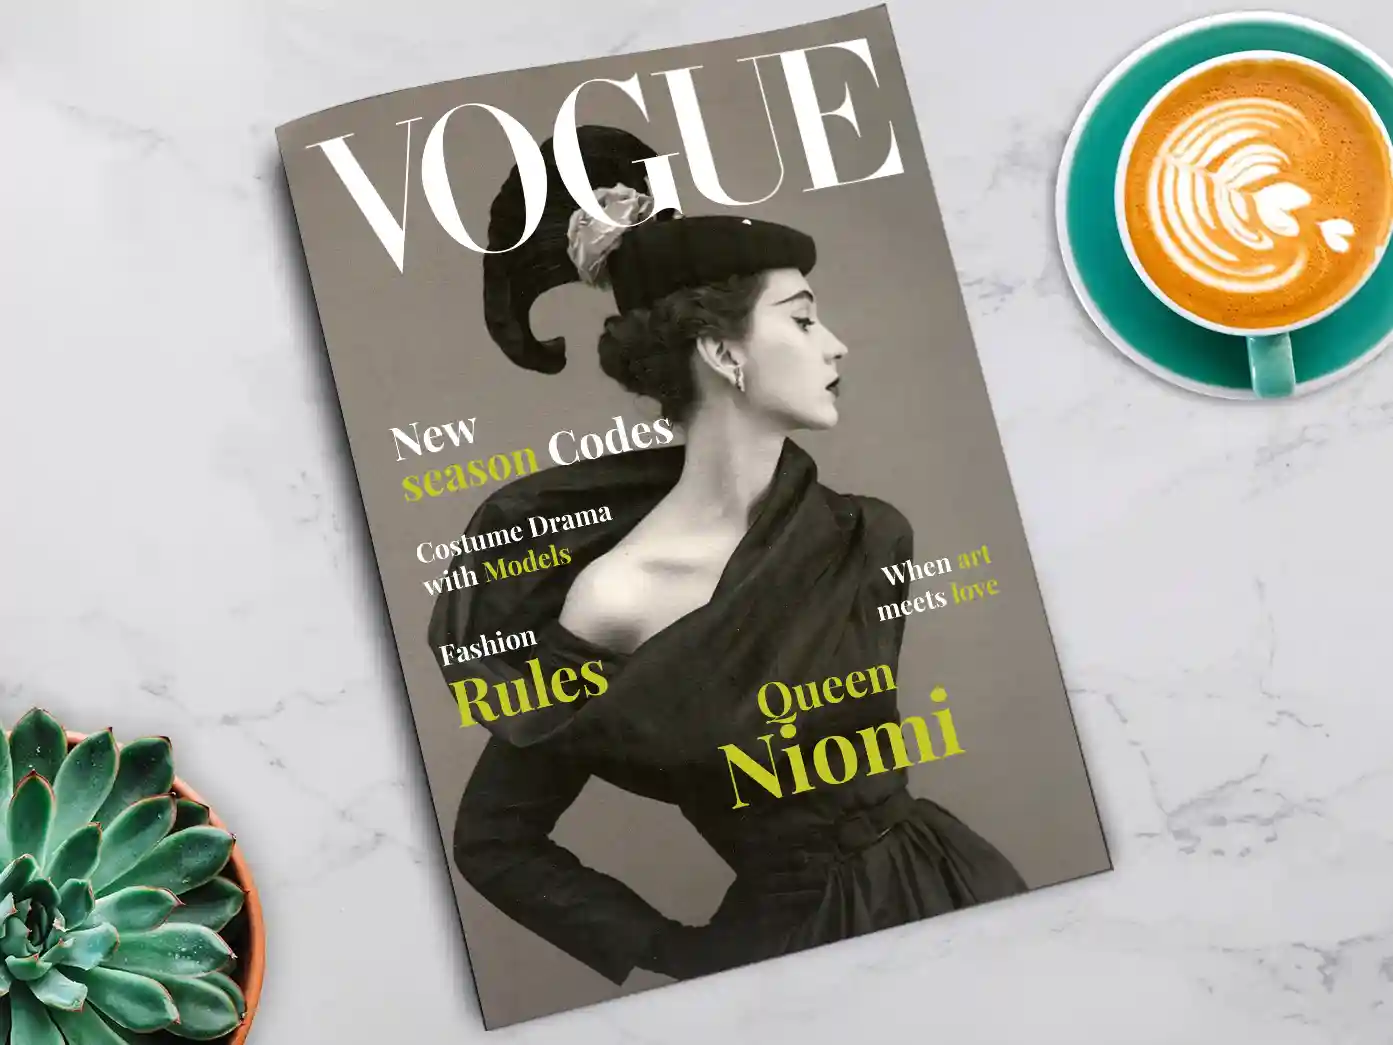 VOGUE
New
season Codes
Costume Drama
with Models
Fashion
Rules
When art
meets love
Queen
Niomi